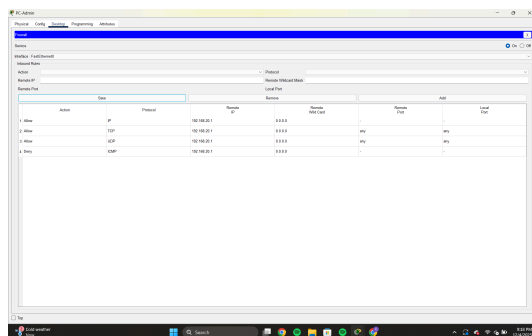 PC-Admin
Physical Config Desktop Programming Attributes
Firewall X
Service On Off
Interface FastEthernet0
Inbound Rules
Action Protocol
Remote IP Remote Wildcard Mask
Remote Port Local Port
Save Remove Add
Action Protocol Remote IP Remote Wild Card Remote Port Local Port
1 Allow IP 192.168.20.1 0.0.0.0 - -
2 Allow TCP 192.168.20.1 0.0.0.0 any any
3 Allow UDP 192.168.20.1 0.0.0.0 any any
4 Deny ICMP 192.168.20.1 0.0.0.0 - -
Top
Cold weather
Now
Search